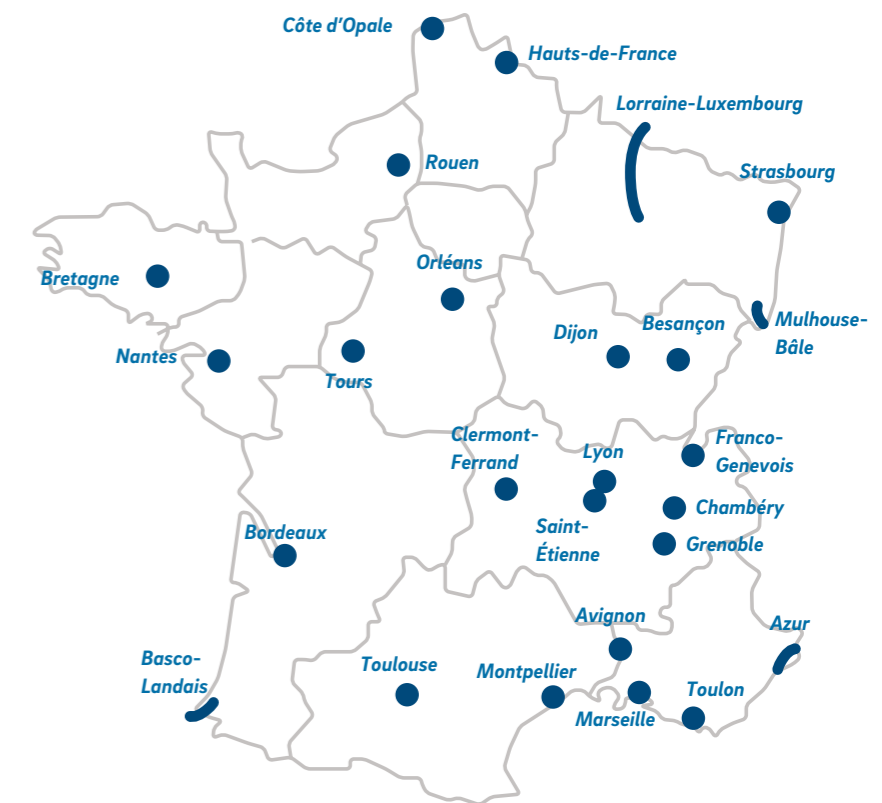 Côte d'Opale
Hauts-de-France
Lorraine-Luxembourg
Rouen
Strasbourg
Orléans
Bretagne
Mulhouse-
Bâle
Besançon
Dijon
Nantes
Tours
Clermont-
Ferrand
Lyon
Franco-
Genevois
Chambéry
Saint-
Étienne
Grenoble
Bordeaux
Avignon
Azur
Basco-
Landais
Toulouse
Montpellier
Toulon
Marseille